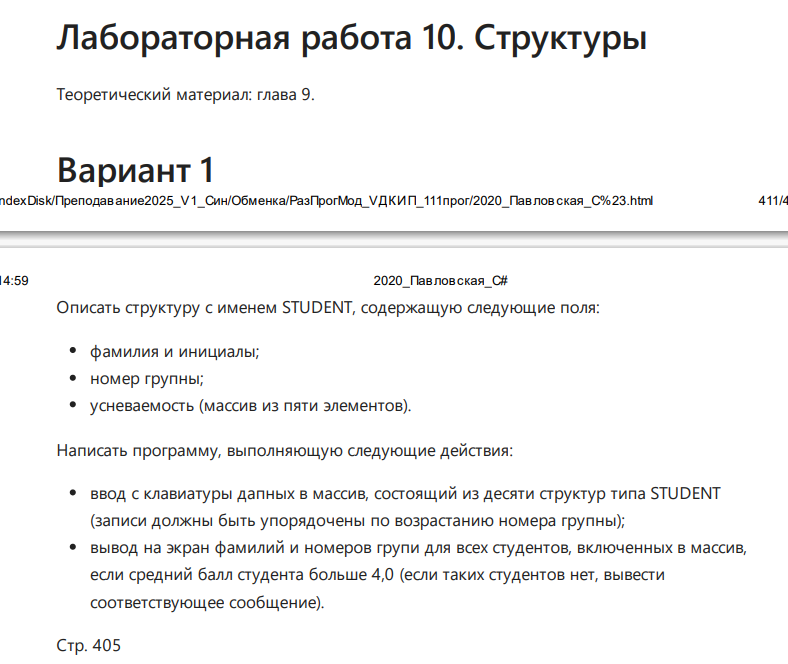 Лабораторная работа 10. Структуры
Теоретический материал: глава 9.
Вариант 1
ndexDisk/Преподавание2025_V1_Син/Обменка/РазПрогМод_VДКИП_111прог/2020_Павловская_C%23.html 411/4
14:59 2020_Павловская_C#
Описать структуру с именем STUDENT, содержащую следующие поля:
• фамилия и инициалы;
• номер групны;
• усневаемость (массив из пяти элементов).
Написать программу, выполняющую следующие действия:
• ввод с клавиатуры дапных в массив, состоящий из десяти структур типа STUDENT
(записи должны быть упорядочены по возрастанию номера групны);
• вывод на экран фамилий и номеров групи для всех студентов, включенных в массив,
если средний балл студента больше 4,0 (если таких студентов нет, вывести
соответствующее сообщение).
Стр. 405